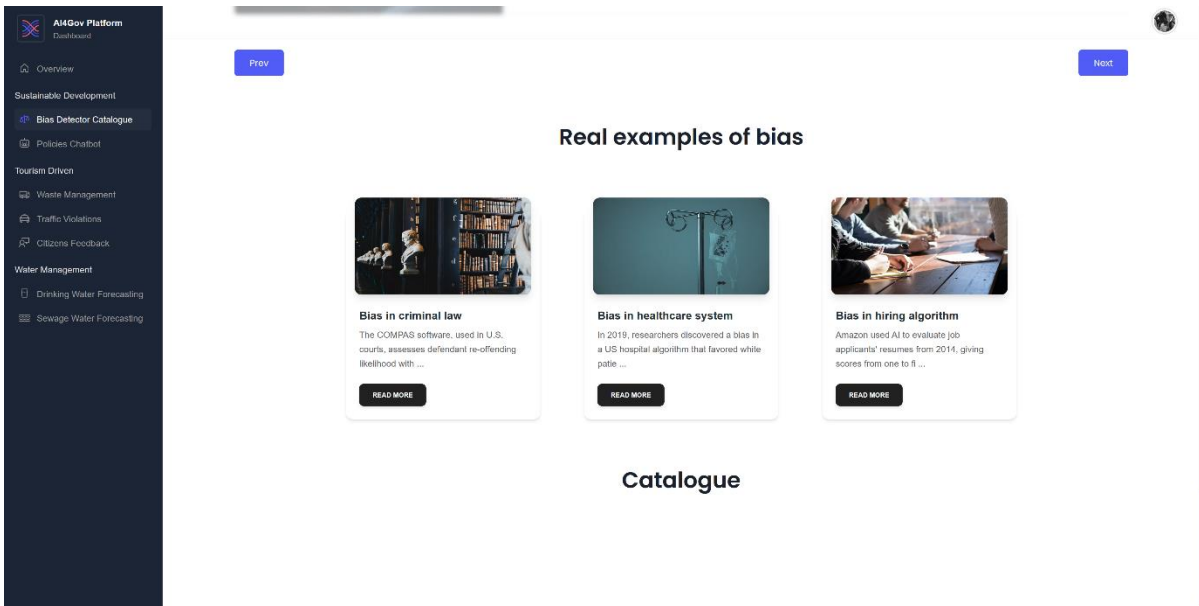 AI4Gov Platform
Dashboard
Overview
Sustainable Development
Bias Detector Catalogue
Policies Chatbot
Tourism Driven
Waste Management
Traffic Violations
Citizens Feedback
Water Management
Drinking Water Forecasting
Sewage Water Forecasting
Prev
Next
Real examples of bias
Bias in criminal law
The COMPAS software, used in U.S.
courts, assesses defendant re-offending
likelihood with ...
READ MORE
Bias in healthcare system
In 2019, researchers discovered a bias in
a US hospital algorithm that favored white
patie ...
READ MORE
Bias in hiring algorithm
Amazon used AI to evaluate job
applicants' resumes from 2014, giving
scores from one to fi ...
READ MORE
Catalogue